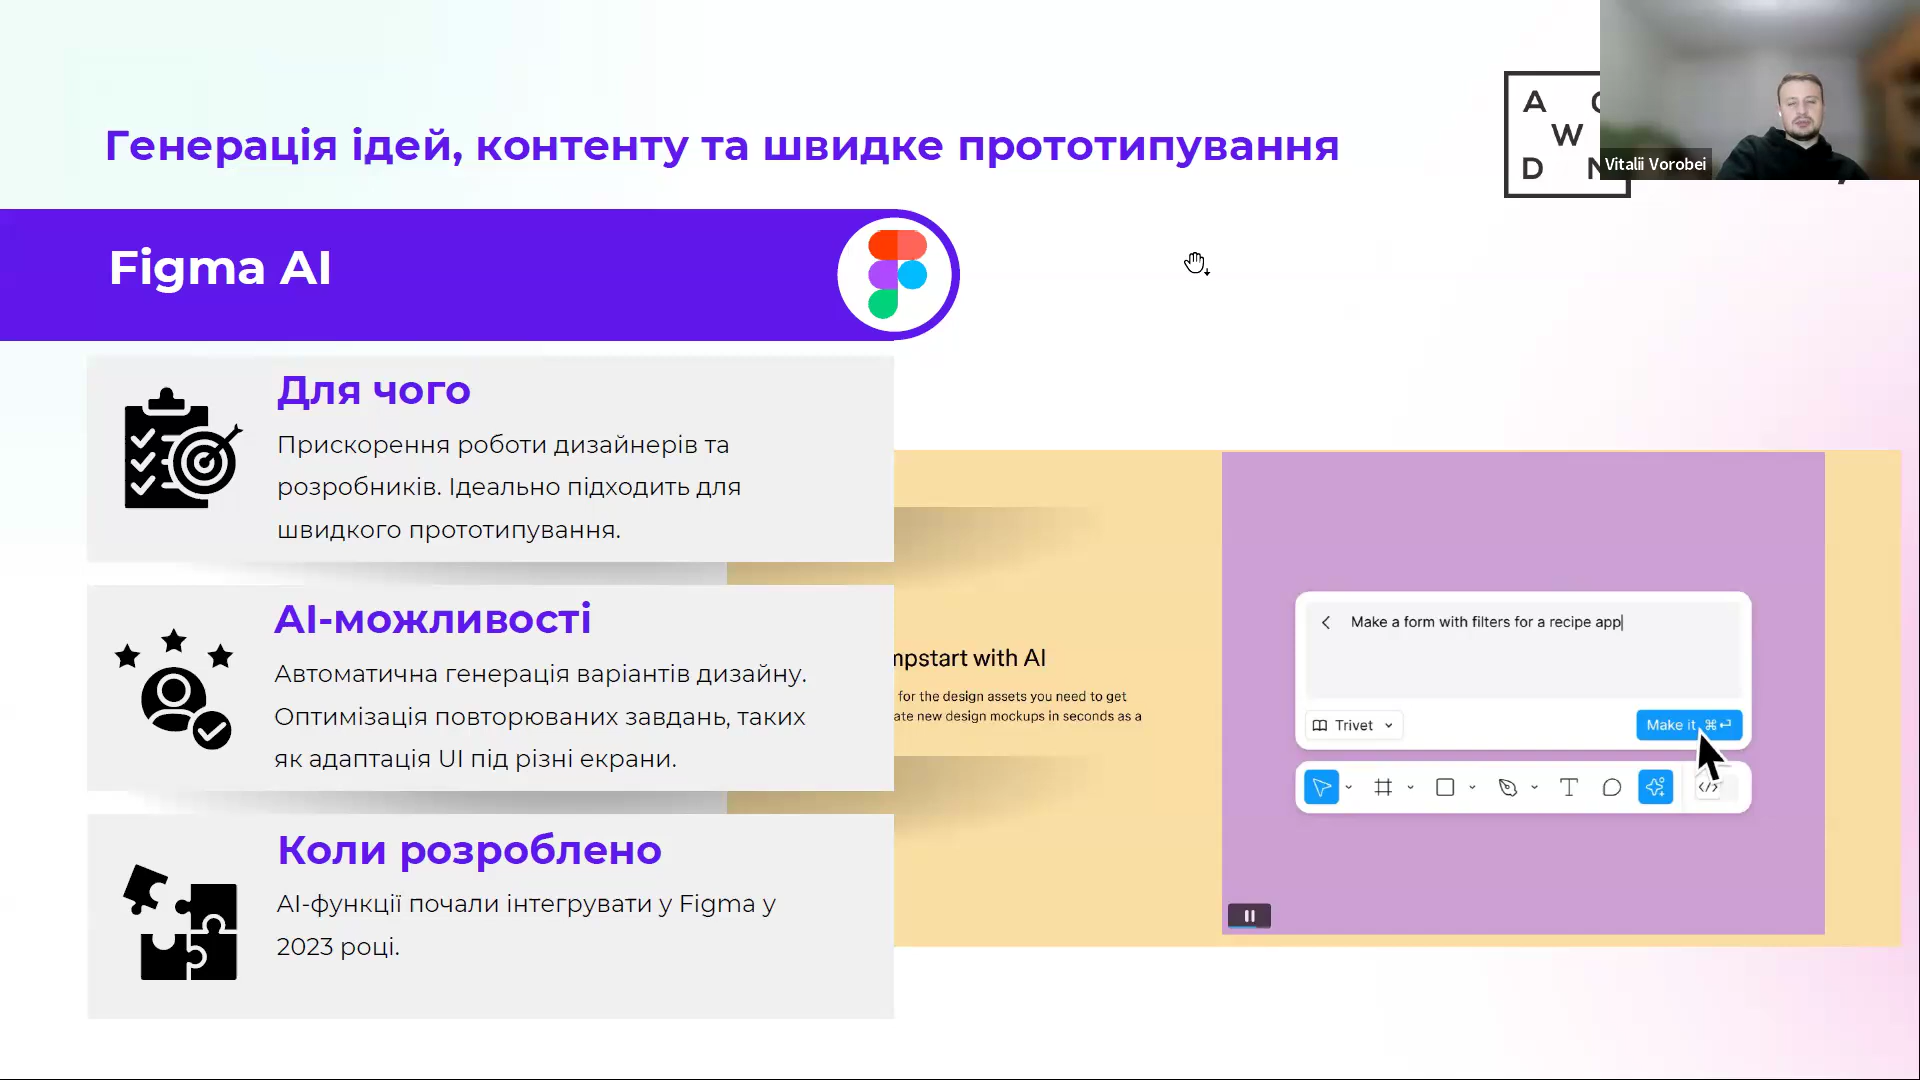 Генерація ідей, контенту та швидке прототипування
A
W
D
Vitalii Vorobei
Figma AI
Для чого
Прискорення роботи дизайнерів та
розробників. Ідеально підходить для
швидкого прототипування.
AI-можливості
Автоматична генерація варіантів дизайну.
Оптимізація повторюваних завдань, таких
як адаптація UI під різні екрани.
Коли розроблено
AI-функції почали інтегрувати у Figma у
2023 році.
mpstart with AI
for the design assets you need to get
ate new design mockups in seconds as a
Make a form with filters for a recipe app
Trivet
Make it ⌘↵